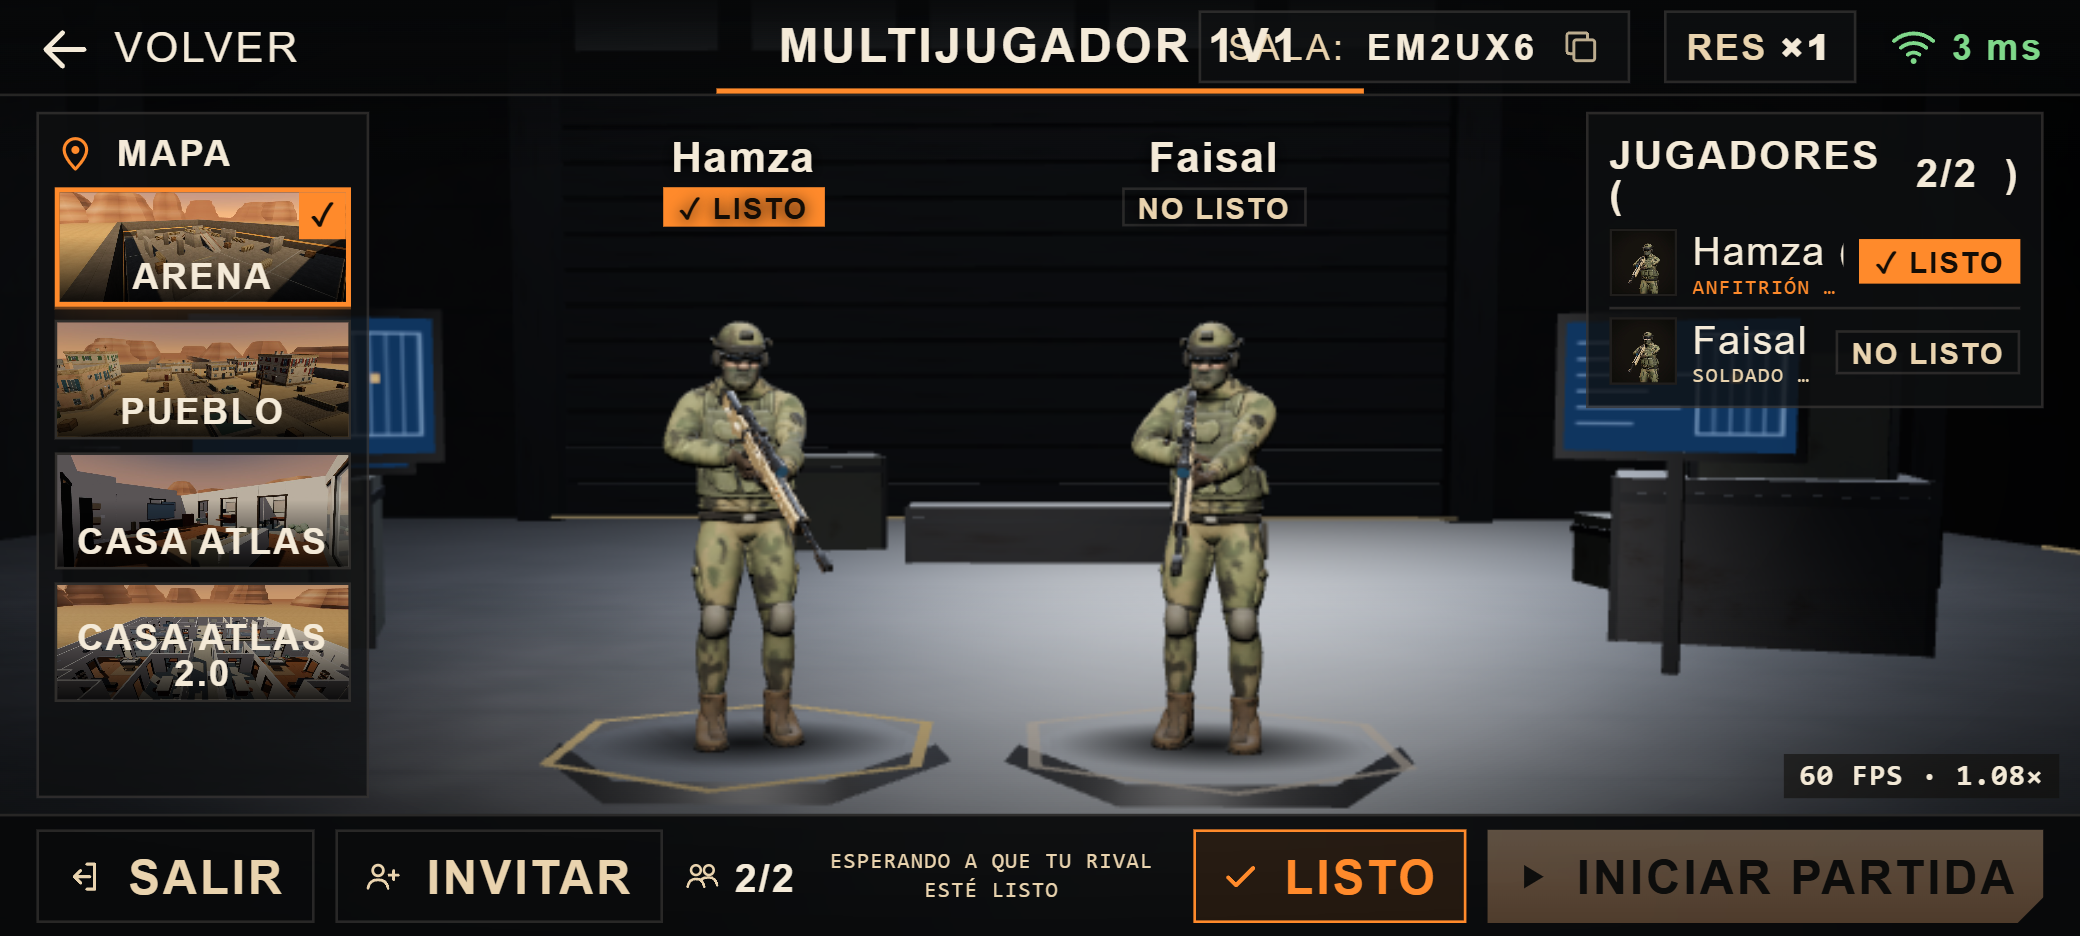 VOLVER
MULTIJUGADOR 1V1
SALA: EM2UX6
RES ×1
3 ms
MAPA
ARENA
PUEBLO
CASA ATLAS
CASA ATLAS
2.0
Hamza
✓ LISTO
Faisal
NO LISTO
JUGADORES
( 2/2 )
Hamza (
✓ LISTO
ANFITRIÓN …
Faisal
NO LISTO
SOLDADO …
60 FPS · 1.08×
SALIR
INVITAR
2/2
ESPERANDO A QUE TU RIVAL
ESTÉ LISTO
LISTO
INICIAR PARTIDA